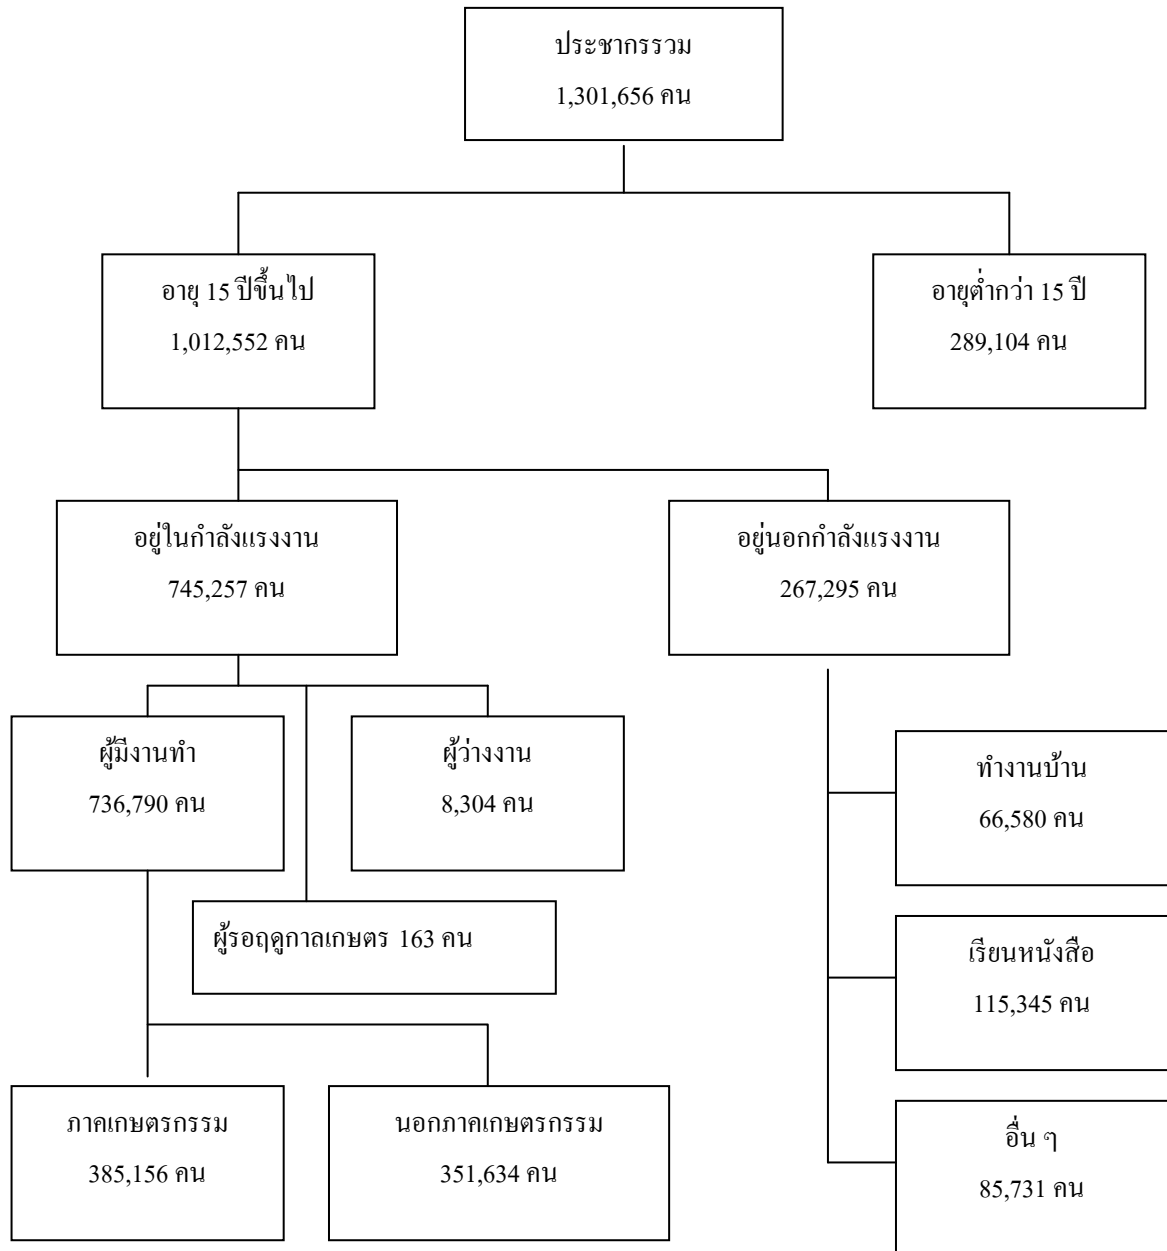 ประชากรรวม
1,301,656 คน
อายุ 15 ปีขึ้นไป
1,012,552 คน
อายุต่ำกว่า 15 ปี
289,104 คน
อยู่ในกำลังแรงงาน
745,257 คน
อยู่นอกกำลังแรงงาน
267,295 คน
ผู้มีงานทำ
736,790 คน
ผู้ว่างงาน
8,304 คน
ผู้รอฤดูกาลเกษตร 163 คน
ทำงานบ้าน
66,580 คน
เรียนหนังสือ
115,345 คน
ภาคเกษตรกรรม
385,156 คน
นอกภาคเกษตรกรรม
351,634 คน
อื่น ๆ
85,731 คน